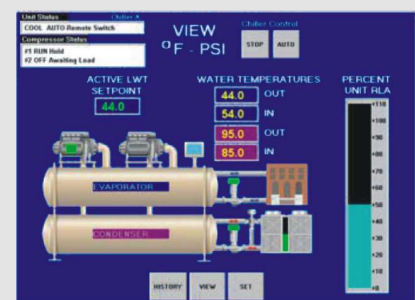 Unit Status Chiller A
COOL AUTO Remote Switch
Compressor Status
#1 RUN Hold
#2 OFF Awaiting Load
VIEW
°F - PSI
Chiller Control
STOP AUTO
ACTIVE LWT
SETPOINT
44.0
WATER TEMPERATURES
44.0 OUT
54.0 IN
95.0 OUT
85.0 IN
PERCENT
UNIT RLA
110
100
90
80
70
60
50
40
30
20
10
0
EVAPORATOR
CONDENSER
HISTORY VIEW SET